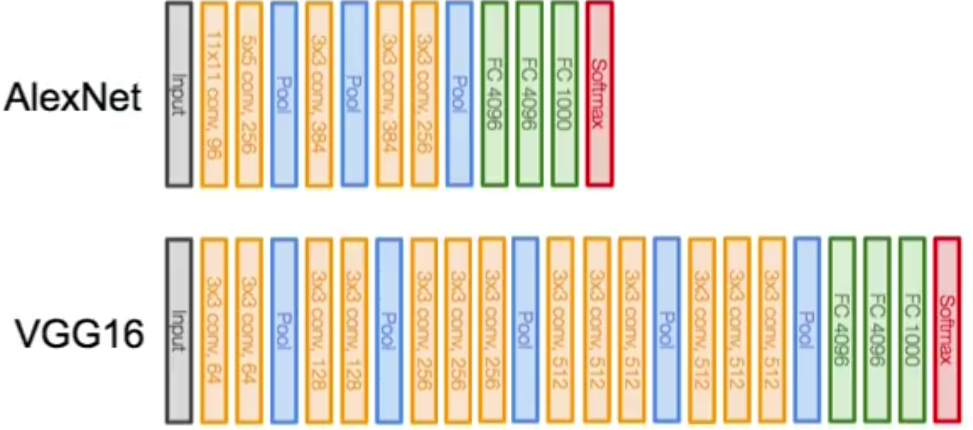 AlexNet
Input
11x11 conv, 96
5x5 conv, 256
Pool
3x3 conv, 384
Pool
3x3 conv, 384
3x3 conv, 256
Pool
FC 4096
FC 4096
FC 1000
Softmax
VGG16
Input
3x3 conv, 64
3x3 conv, 64
Pool
3x3 conv, 128
3x3 conv, 128
Pool
3x3 conv, 256
3x3 conv, 256
3x3 conv, 256
Pool
3x3 conv, 512
3x3 conv, 512
3x3 conv, 512
Pool
3x3 conv, 512
3x3 conv, 512
3x3 conv, 512
Pool
FC 4096
FC 4096
FC 1000
Softmax